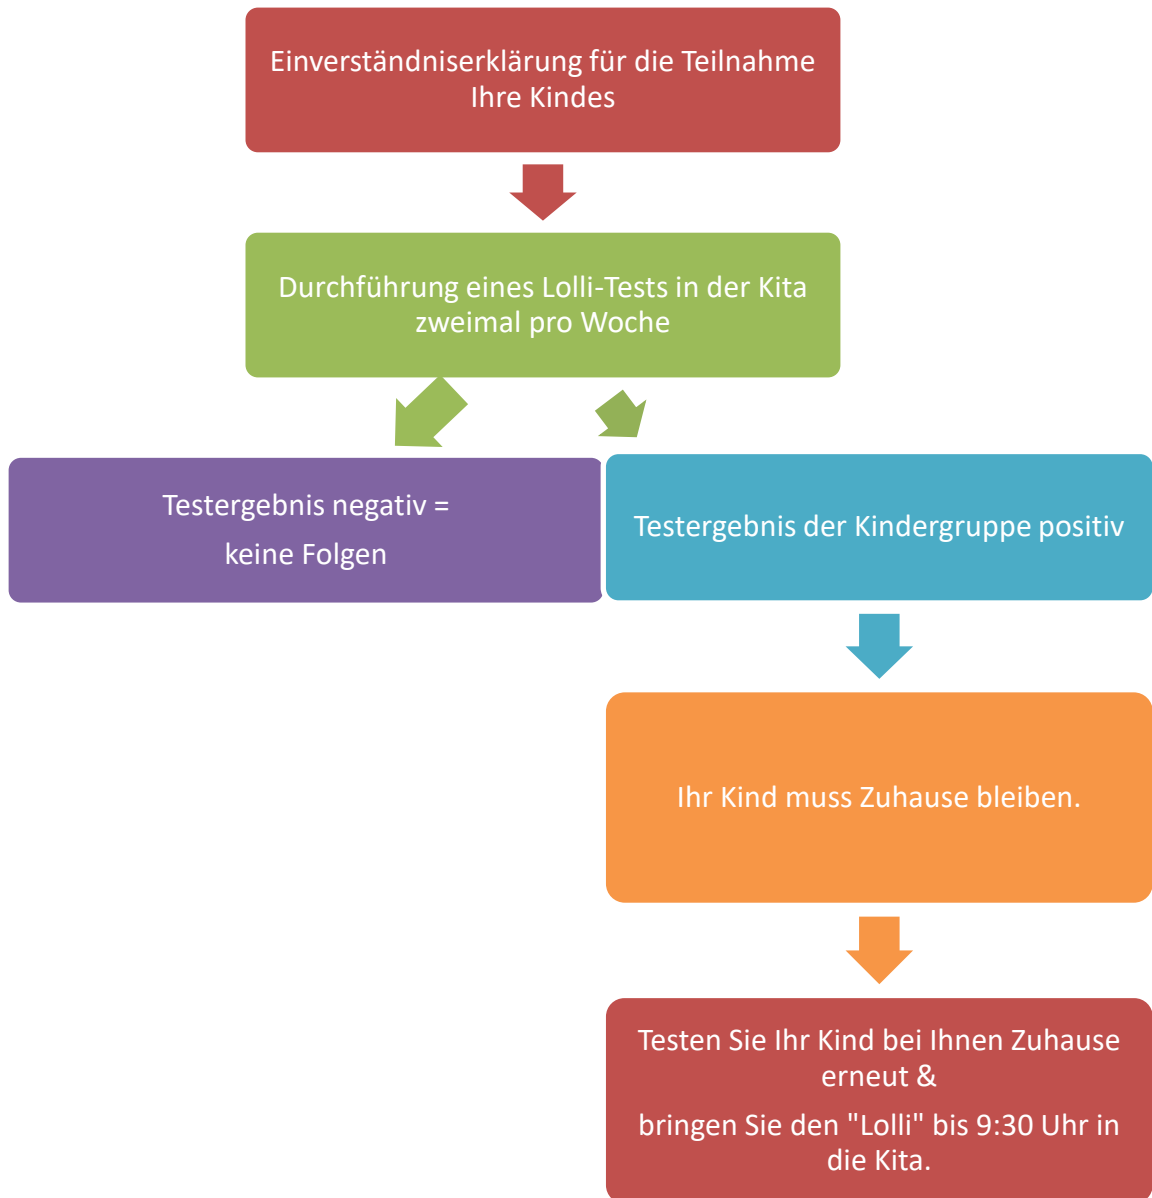 Einverständniserklärung für die Teilnahme
Ihre Kindes
Durchführung eines Lolli-Tests in der Kita
zweimal pro Woche
Testergebnis negativ =
keine Folgen
Testergebnis der Kindergruppe positiv
Ihr Kind muss Zuhause bleiben.
Testen Sie Ihr Kind bei Ihnen Zuhause
erneut &
bringen Sie den "Lolli" bis 9:30 Uhr in
die Kita.